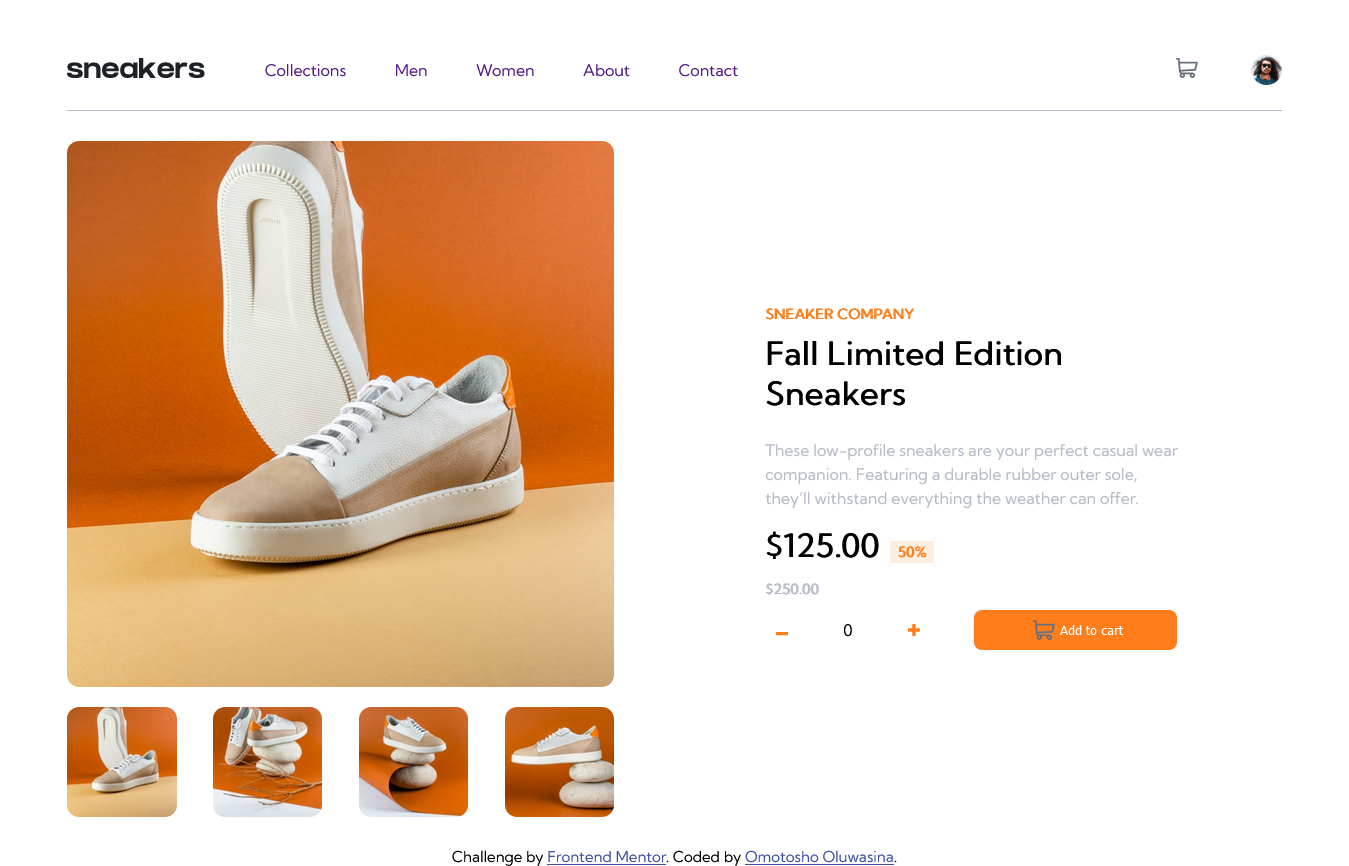 sneakers
Collections Men Women About Contact
SNEAKER COMPANY
Fall Limited Edition
Sneakers
These low-profile sneakers are your perfect casual wear
companion. Featuring a durable rubber outer sole,
they’ll withstand everything the weather can offer.
$125.00 50%
$250.00
0 Add to cart
Challenge by Frontend Mentor. Coded by Omotosho Oluwasina.